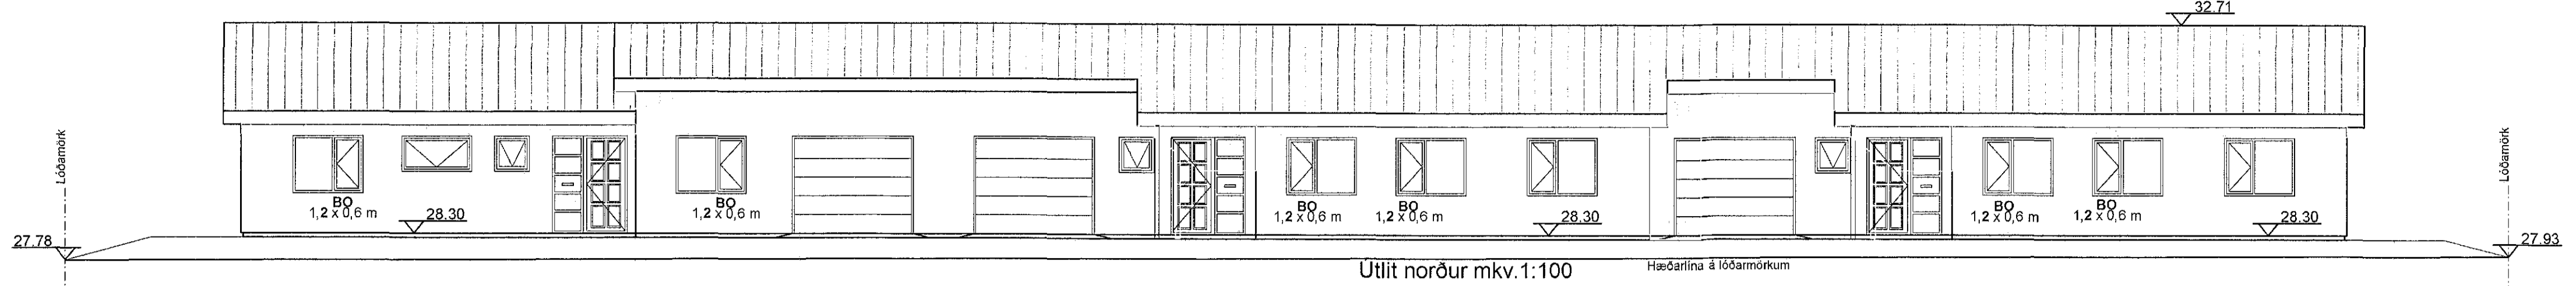 32.71
Lóðamörk
Lóðamörk
BO
1,2 x 0,6 m
28.30
BO
1,2 x 0,6 m
BO
1,2 x 0,6 m
BO
1,2 x 0,6 m
28.30
BO
1,2 x 0,6 m
BO
1,2 x 0,6 m
28.30
27.78
27.93
Útlit norður mkv.1:100
Hæðarlína á lóðarmörkum